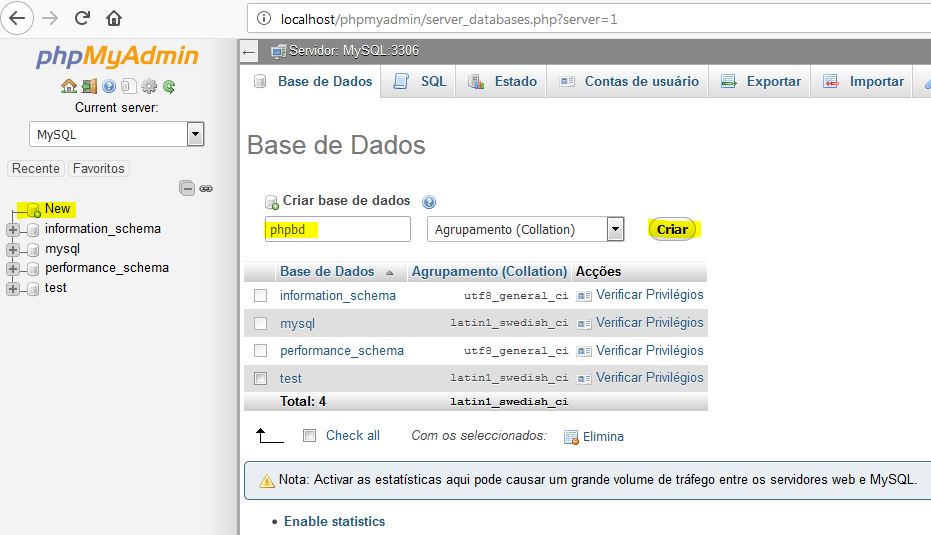 localhost/phpmyadmin/server_databases.php?server=1
phpMyAdmin
Current server:
MySQL
Recente Favoritos
New
information_schema
mysql
performance_schema
test
Servidor: MySQL:3306
Base de Dados SQL Estado Contas de usuário Exportar Importar
Base de Dados
Criar base de dados
phpbd Agrupamento (Collation) Criar
Base de Dados Agrupamento (Collation) Acções
information_schema utf8_general_ci Verificar Privilégios
mysql latin1_swedish_ci Verificar Privilégios
performance_schema utf8_general_ci Verificar Privilégios
test latin1_swedish_ci Verificar Privilégios
Total: 4 latin1_swedish_ci
Check all Com os seleccionados: Elimina
Nota: Activar as estatísticas aqui pode causar um grande volume de tráfego entre os servidores web e MySQL.
Enable statistics